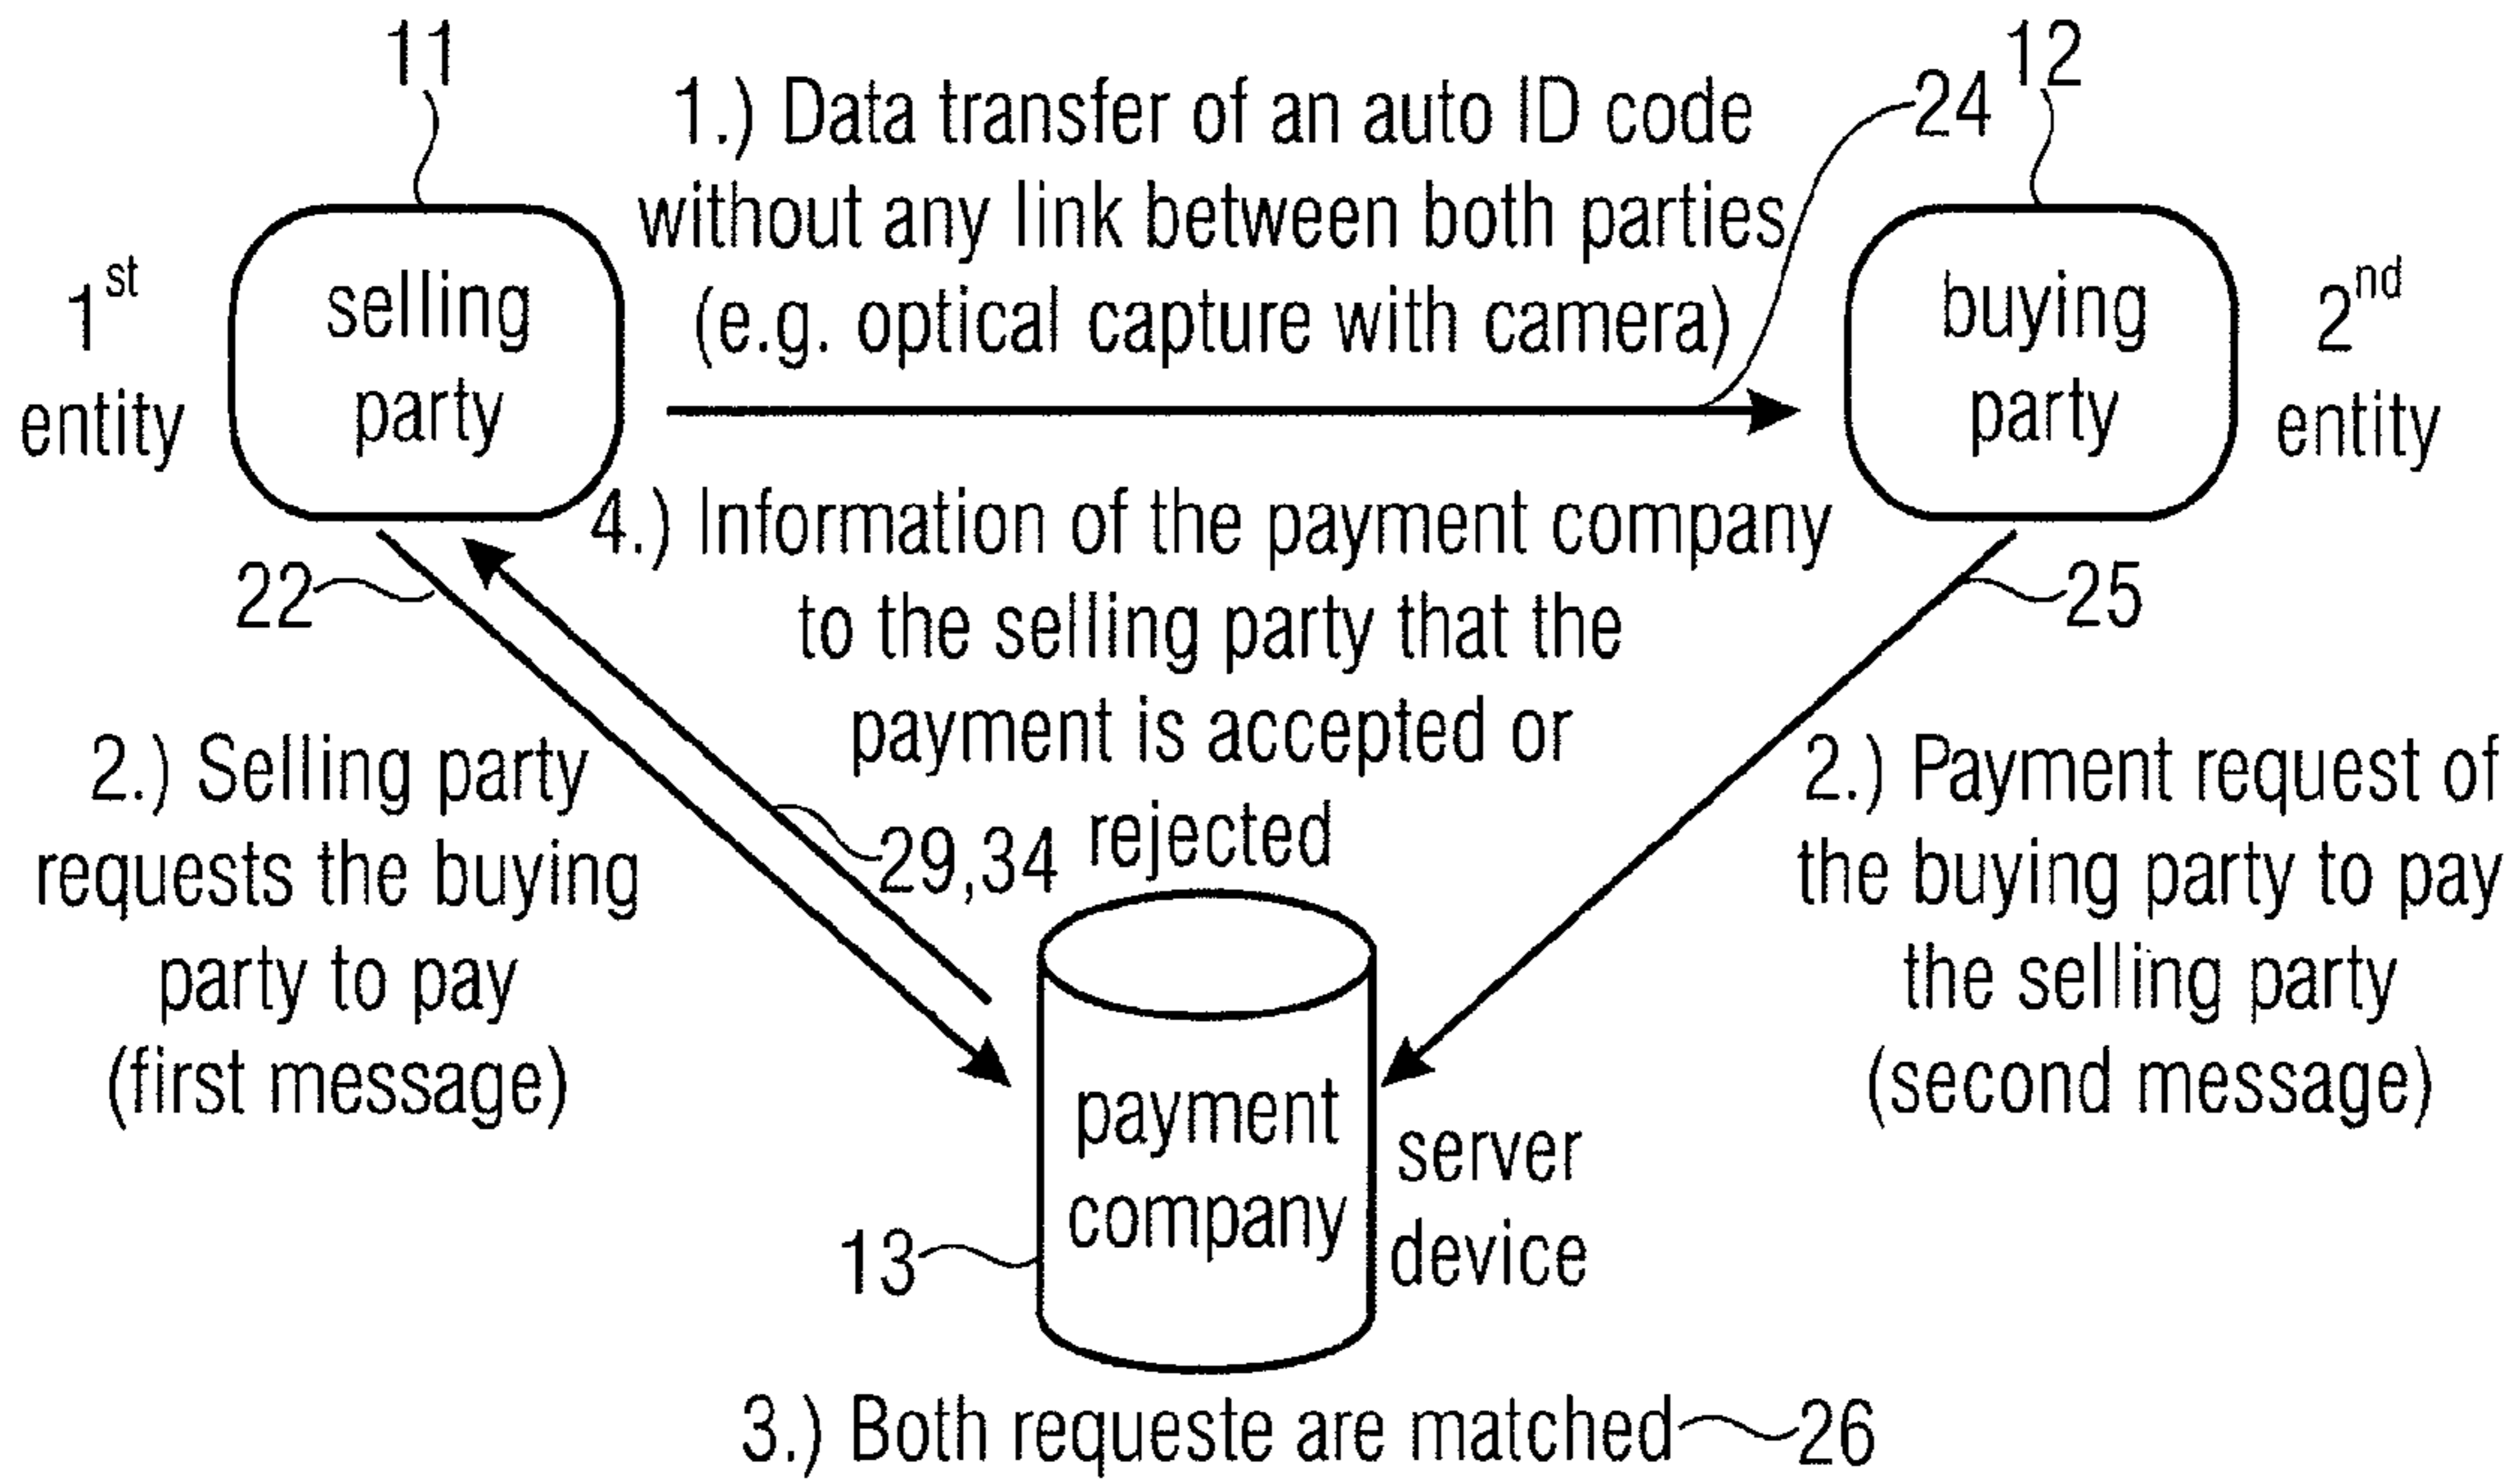 11
12
24
1.) Data transfer of an auto ID code
without any link between both parties
(e.g. optical capture with camera)
1st
entity
selling
party
buying
party
2nd
entity
4.) Information of the payment company
to the selling party that the
payment is accepted or
rejected
22
25
29,34
2.) Selling party
requests the buying
party to pay
(first message)
2.) Payment request of
the buying party to pay
the selling party
(second message)
payment
company
server
device
13
3.) Both requeste are matched
26